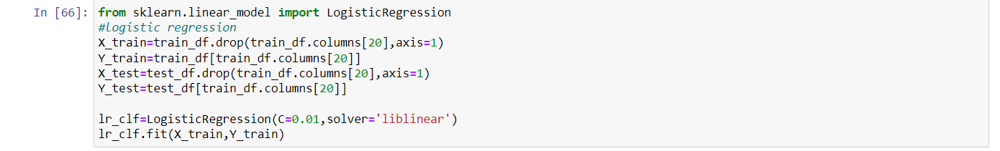 In [66]: from sklearn.linear_model import LogisticRegression
#logistic regression
X_train=train_df.drop(train_df.columns[20],axis=1)
Y_train=train_df[train_df.columns[20]]
X_test=test_df.drop(train_df.columns[20],axis=1)
Y_test=test_df[train_df.columns[20]]
lr_clf=LogisticRegression(C=0.01,solver='liblinear')
lr_clf.fit(X_train,Y_train)